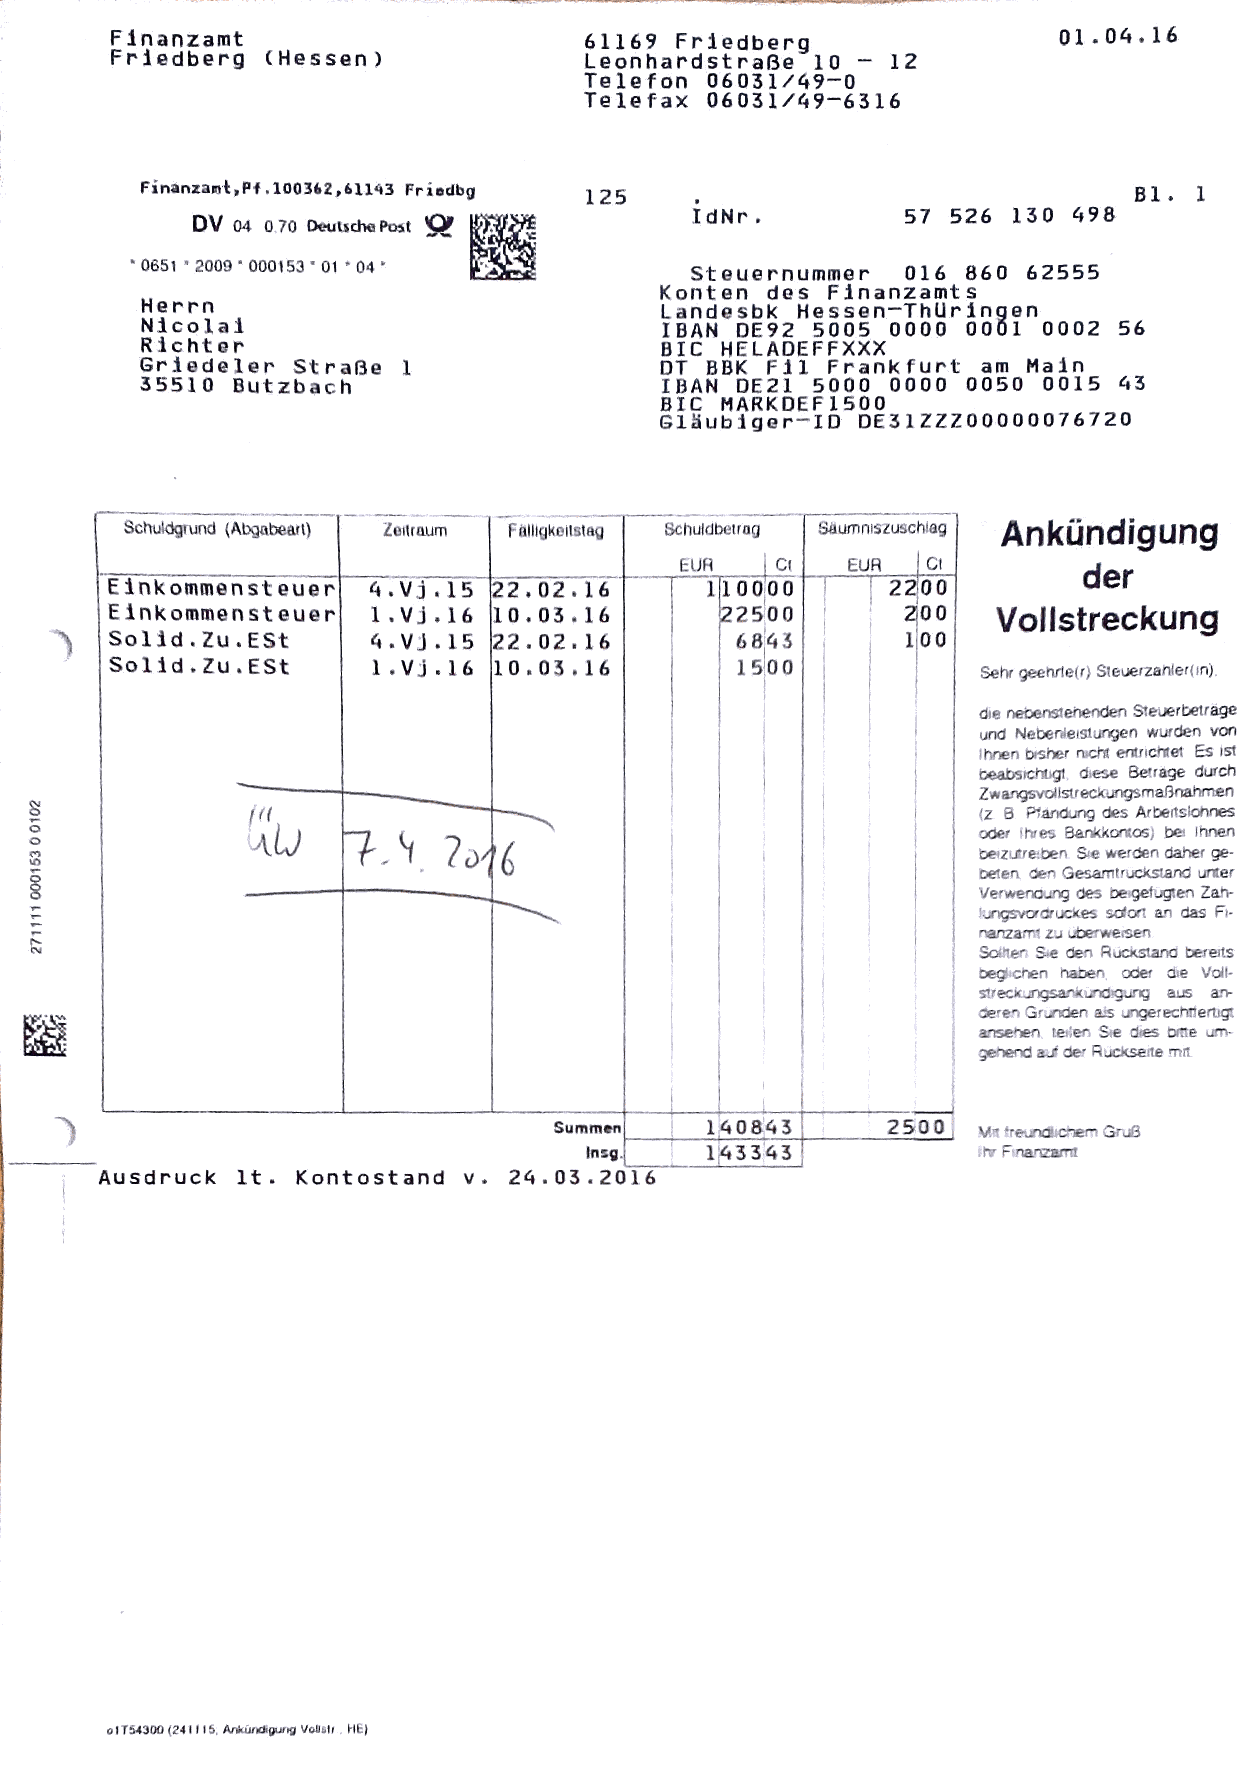 Finanzamt
Friedberg (Hessen)
61169 Friedberg
Leonhardstraße 10 - 12
Telefon 06031/49-0
Telefax 06031/49-6316
01.04.16
Finanzamt,Pf.100362,61143 Friedbg
DV 04 0,70 Deutsche Post
* 0651 * 2009 * 000153 * 01 * 04 *
Herrn
Nicolai
Richter
Griedeler Straße 1
35510 Butzbach
125
Bl. 1
IdNr. 57 526 130 498
Steuernummer 016 860 62555
Konten des Finanzamts
Landesbk Hessen-Thüringen
IBAN DE92 5005 0000 0001 0002 56
BIC HELADEFFXXX
DT BBK Fil Frankfurt am Main
IBAN DE21 5000 0000 0050 0015 43
BIC MARKDEF1500
Gläubiger-ID DE31ZZZ00000076720
Schuldgrund (Abgabeart) Zeitraum Fälligkeitstag Schuldbetrag Säumniszuschlag
EUR Ct EUR Ct
Einkommensteuer 4.Vj.15 22.02.16 1100 00 22 00
Einkommensteuer 1.Vj.16 10.03.16 225 00 2 00
Solid.Zu.ESt 4.Vj.15 22.02.16 68 43 1 00
Solid.Zu.ESt 1.Vj.16 10.03.16 15 00
ÜW 7.4.2016
Summen 1408 43 25 00
Insg. 1433 43
Ausdruck lt. Kontostand v. 24.03.2016
Ankündigung
der
Vollstreckung
Sehr geehrte(r) Steuerzahler(in),
die nebenstehenden Steuerbeträge
und Nebenleistungen wurden von
Ihnen bisher nicht entrichtet. Es ist
beabsichtigt, diese Beträge durch
Zwangsvollstreckungsmaßnahmen
(z. B. Pfändung des Arbeitslohnes
oder Ihres Bankkontos) bei Ihnen
beizutreiben. Sie werden daher ge-
beten, den Gesamtrückstand unter
Verwendung des beigefügten Zah-
lungsvordruckes sofort an das Fi-
nanzamt zu überweisen.
Sollten Sie den Rückstand bereits
beglichen haben, oder die Voll-
streckungsankündigung aus an-
deren Gründen als ungerechtfertigt
ansehen, teilen Sie dies bitte um-
gehend auf der Rückseite mit.
Mit freundlichem Gruß
Ihr Finanzamt
271111 000153 0 0102
o1T54300 (241115, Ankündigung Vollstr., HE)